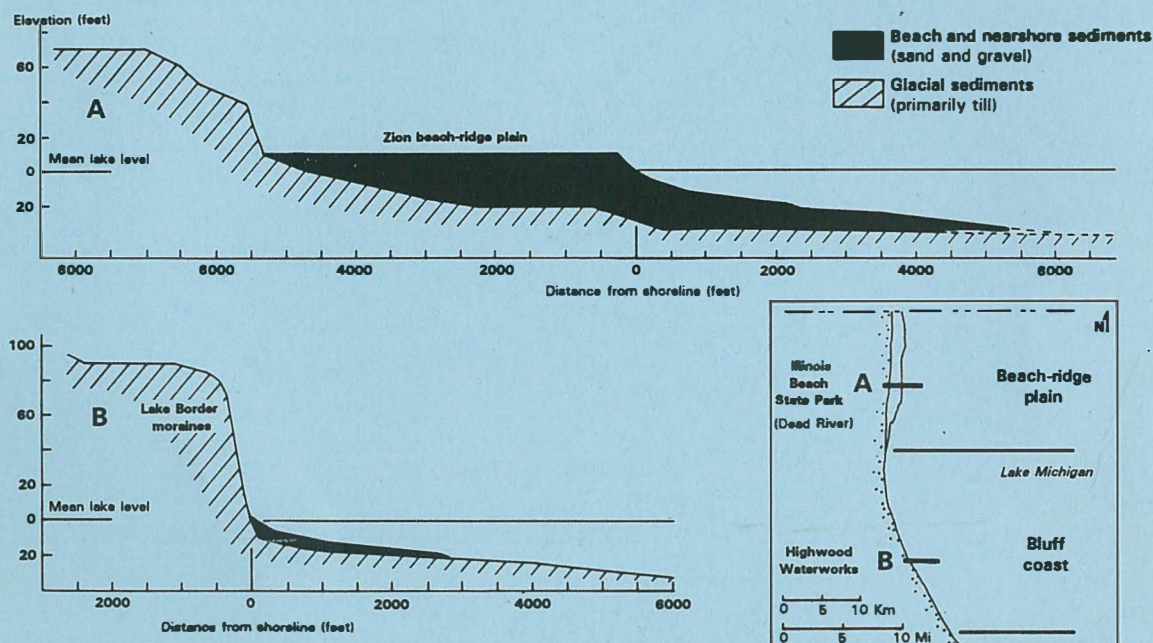 Elevation (feet)
60
20
0
20
A
Mean lake level
Zion beach-ridge plain
6000 6000 4000 2000 0 2000 4000 6000
Distance from shoreline (feet)
Beach and nearshore sediments
(sand and gravel)
Glacial sediments
(primarily till)
100
60
20
0
20
B
Lake Border
moraines
Mean lake level
2000 0 2000 4000 6000
Distance from shoreline (feet)
N
Illinois
Beach
State Park
(Dead River)
A
Beach-ridge
plain
Lake Michigan
Highwood
Waterworks
B
Bluff
coast
0 5 10 Km
0 5 10 Mi